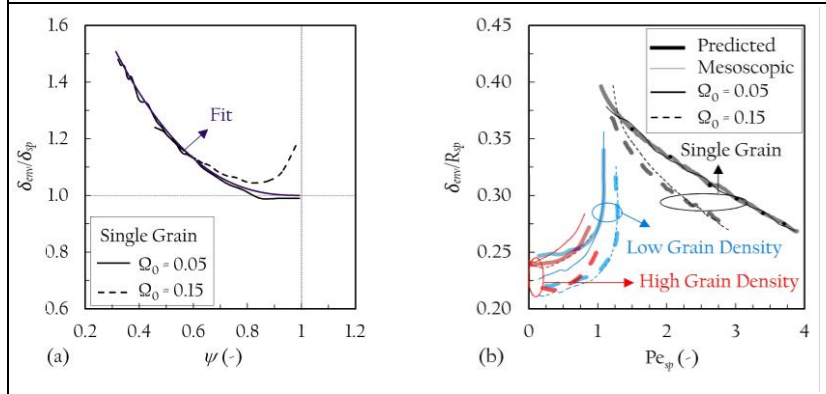 1.6
1.4
1.2
1.0
0.8
0.6
δenv/δsp
Fit
Single Grain
Ω0 = 0.05
Ω0 = 0.15
0.2
0.4
0.6
0.8
1
1.2
(a)
ψ (-)
0.45
0.40
0.35
0.30
0.25
0.20
δenv/Rsp
Predicted
Mesoscopic
Ω0 = 0.05
Ω0 = 0.15
Single Grain
Low Grain Density
High Grain Density
0
1
2
3
4
(b)
Pesp (-)